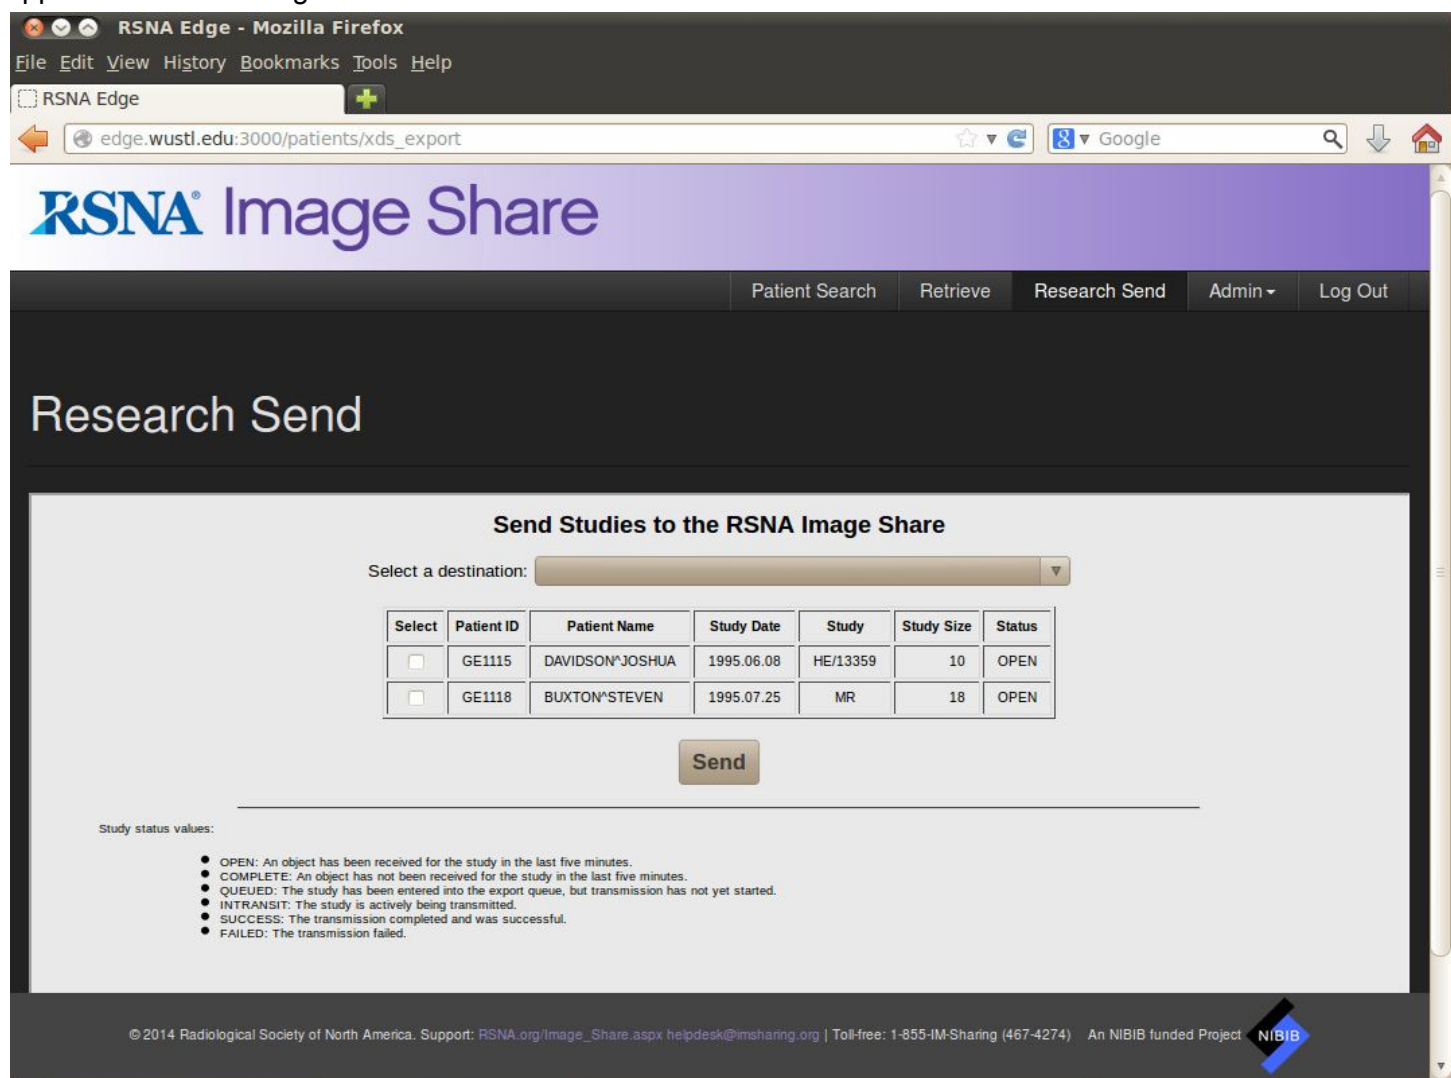 RSNA Edge - Mozilla Firefox
File Edit View History Bookmarks Tools Help
RSNA Edge
edge.wustl.edu:3000/patients/xds_export
Google
RSNA® Image Share
Patient Search Retrieve Research Send Admin Log Out
Research Send
Send Studies to the RSNA Image Share
Select a destination:
Select Patient ID Patient Name Study Date Study Study Size Status
GE1115 DAVIDSON^JOSHUA 1995.06.08 HE/13359 10 OPEN
GE1118 BUXTON^STEVEN 1995.07.25 MR 18 OPEN
Send
Study status values:
OPEN: An object has been received for the study in the last five minutes.
COMPLETE: An object has not been received for the study in the last five minutes.
QUEUED: The study has been entered into the export queue, but transmission has not yet started.
INTRANSIT: The study is actively being transmitted.
SUCCESS: The transmission completed and was successful.
FAILED: The transmission failed.
© 2014 Radiological Society of North America. Support: RSNA.org/Image_Share.aspx helpdesk@imsharing.org | Toll-free: 1-855-IM-Sharing (467-4274) An NIBIB funded Project NIBIB